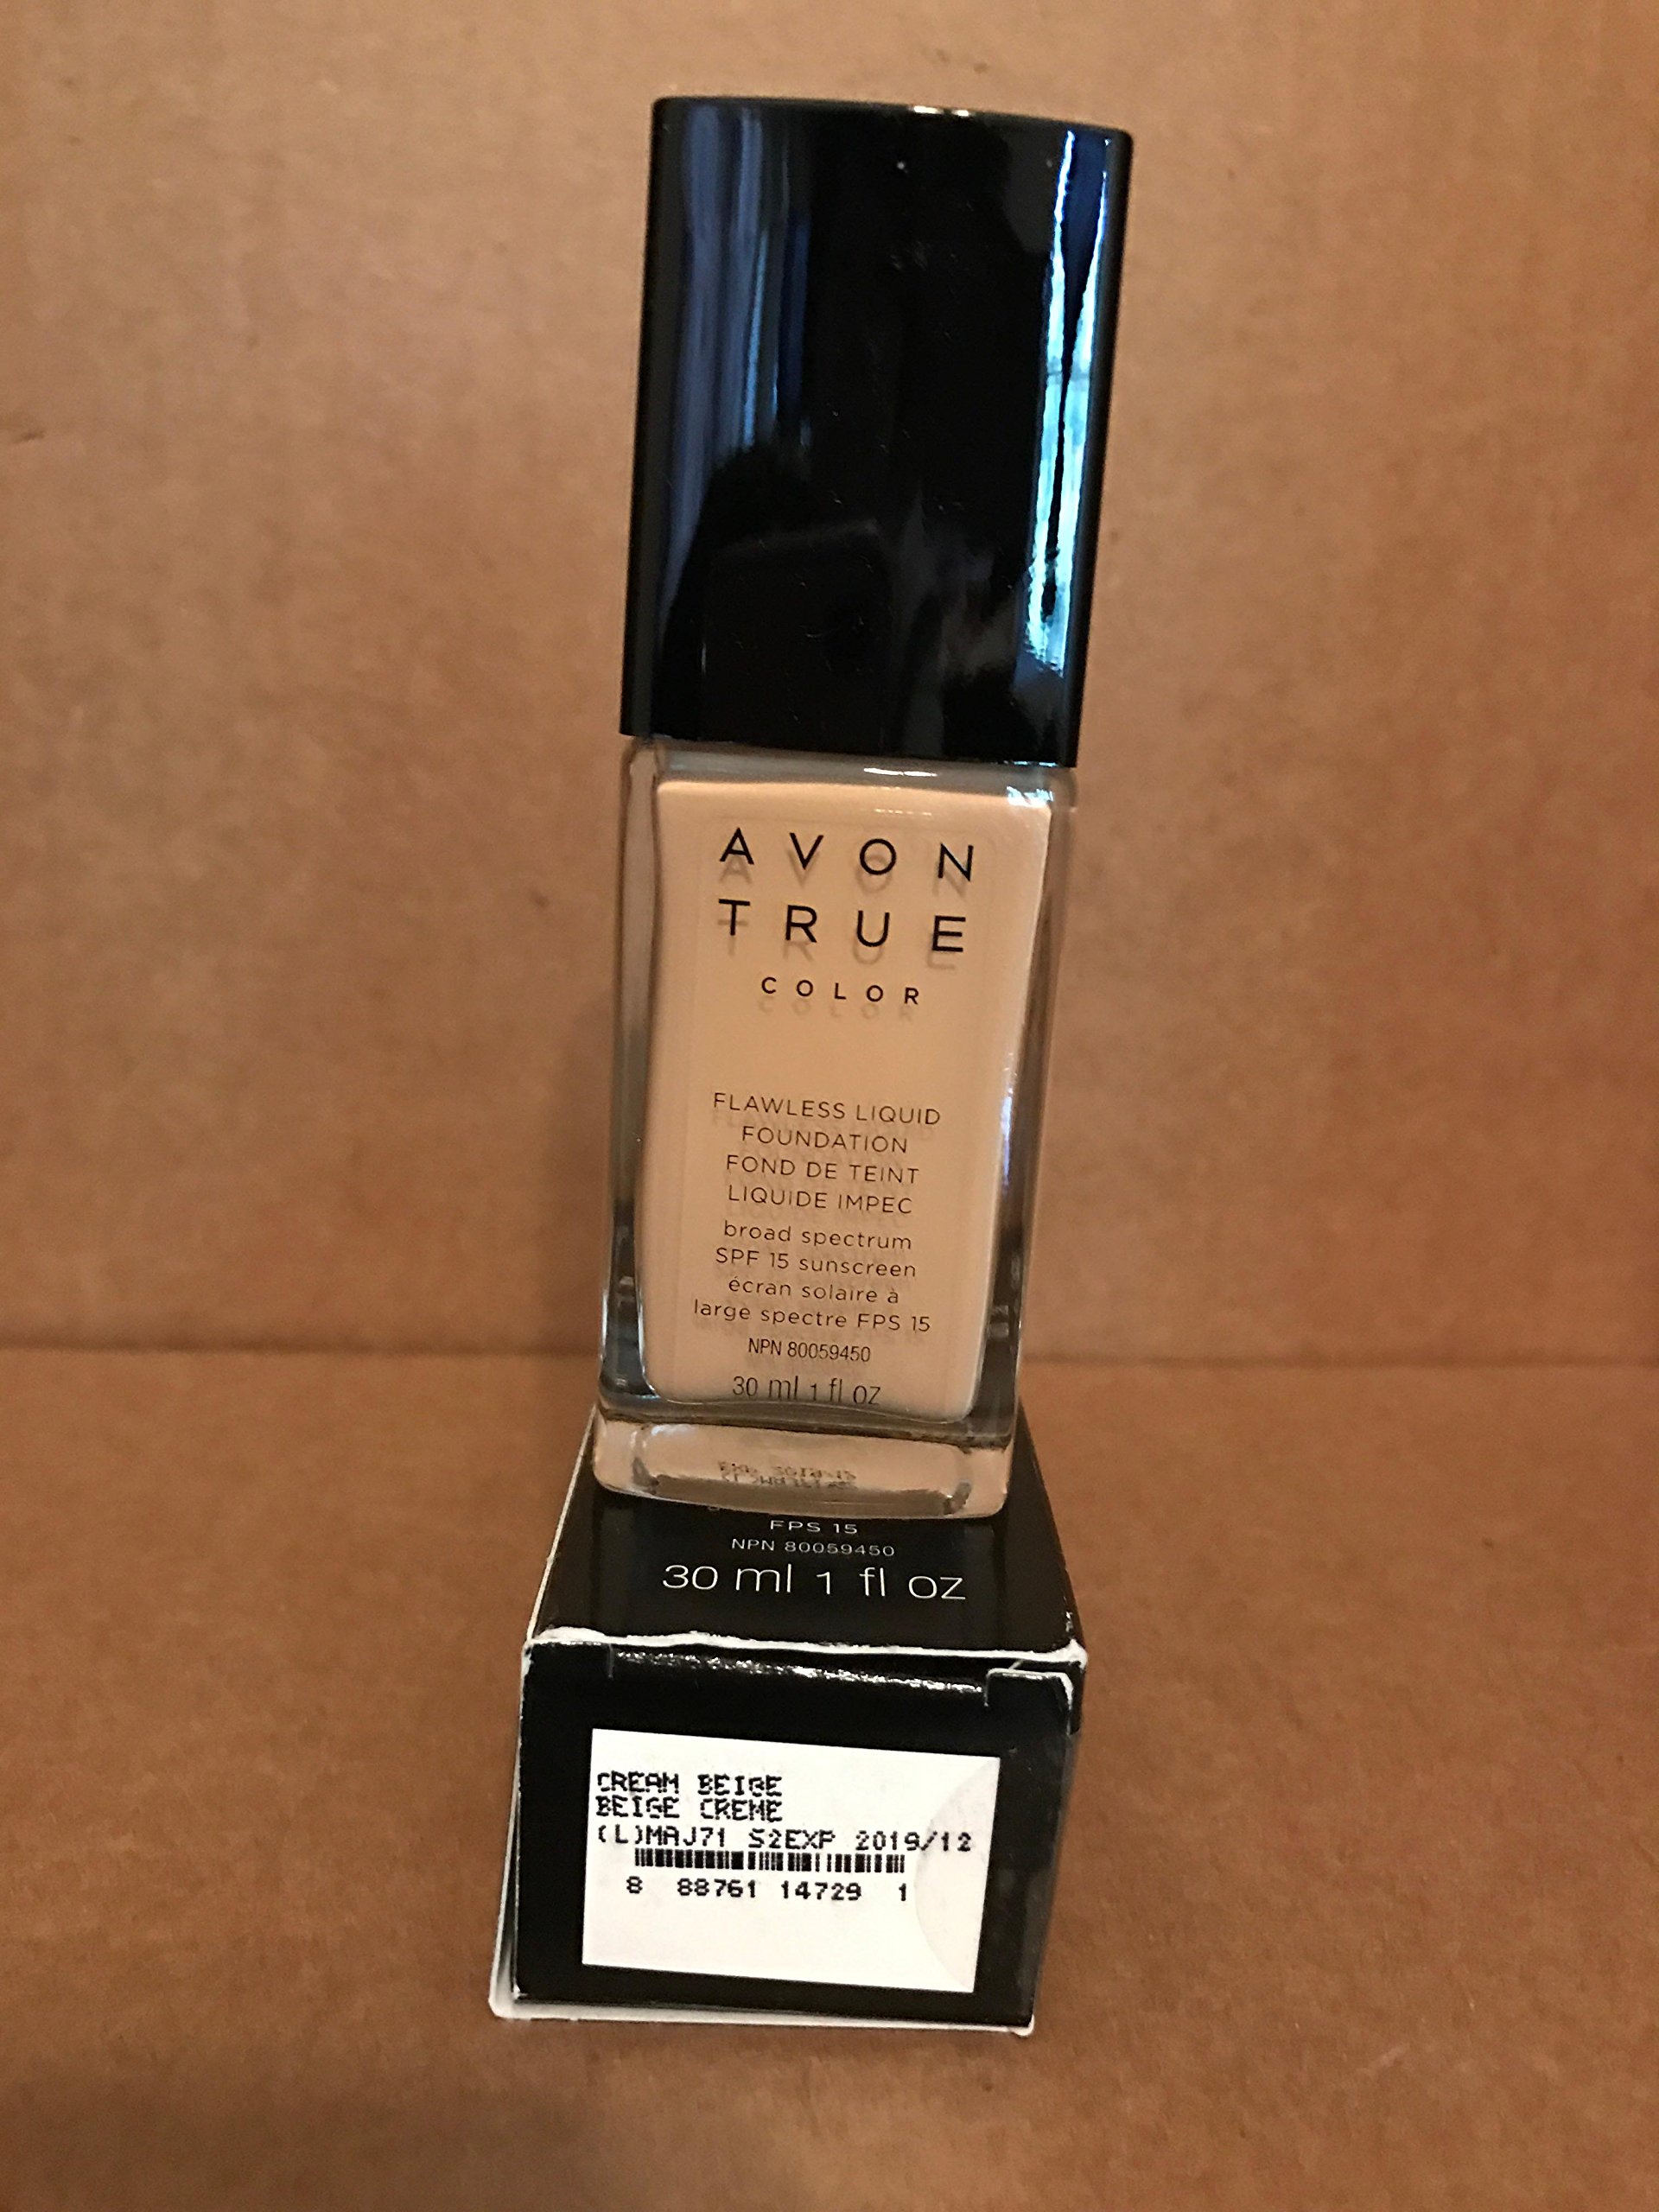 AVON
TRUE
COLOR
FLAWLESS LIQUID
FOUNDATION
FOND DE TEINT
LIQUIDE IMPEC
broad spectrum
SPF 15 sunscreen
écran solaire à
large spectre FPS 15
NPN 80059450
30 ml 1 fl oz
FPS 15
NPN 80059450
30 ml 1 fl oz
CREAM BEIGE
BEIGE CREME
(L)MAJ71 S2EXP 2019/12
8 88761 14729 1